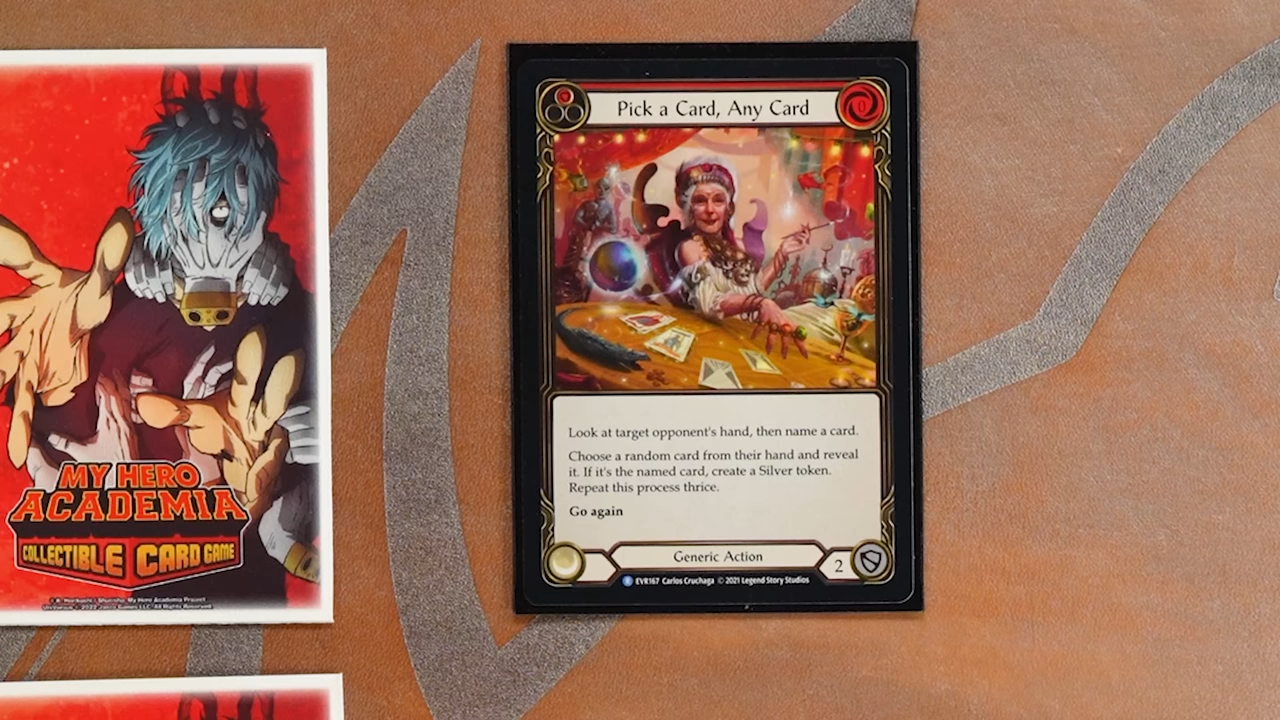 MY HERO
ACADEMIA
COLLECTIBLE CARD GAME
Pick a Card, Any Card
0
Look at target opponent's hand, then name a card.
Choose a random card from their hand and reveal
it. If it's the named card, create a Silver token.
Repeat this process thrice.
Go again
Generic Action
2
R EVR167 Carlos Cruchaga © 2021 Legend Story Studios